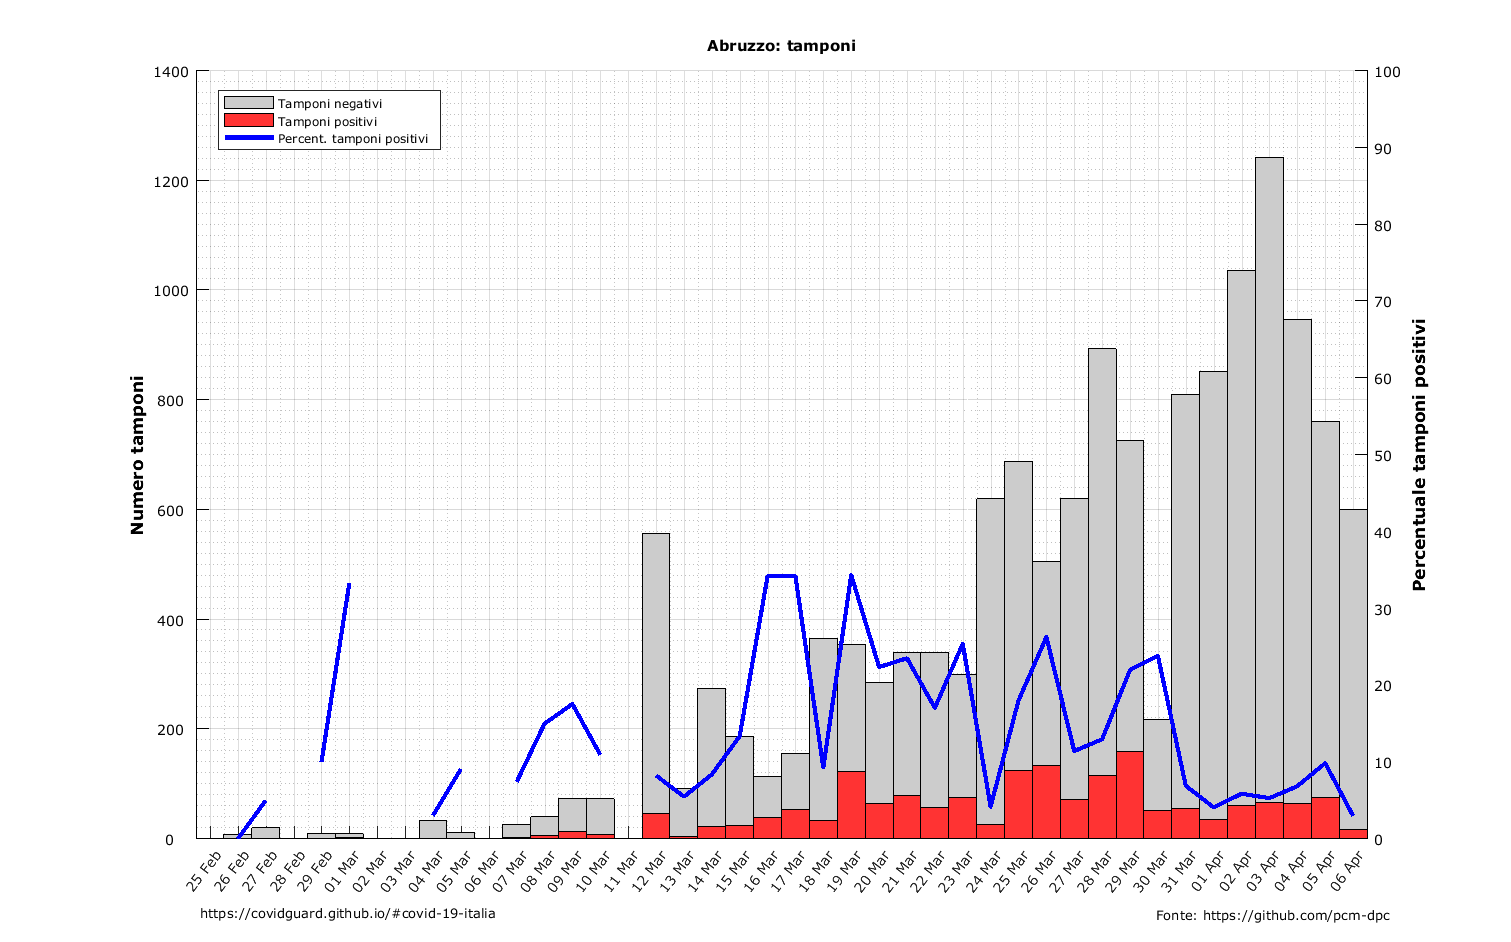 Abruzzo: tamponi
Tamponi negativi
Tamponi positivi
Percent. tamponi positivi
Numero tamponi
1400
1200
1000
800
600
400
200
0
Percentuale tamponi positivi
100
90
80
70
60
50
40
30
20
10
0
25 Feb
26 Feb
27 Feb
28 Feb
29 Feb
01 Mar
02 Mar
03 Mar
04 Mar
05 Mar
06 Mar
07 Mar
08 Mar
09 Mar
10 Mar
11 Mar
12 Mar
13 Mar
14 Mar
15 Mar
16 Mar
17 Mar
18 Mar
19 Mar
20 Mar
21 Mar
22 Mar
23 Mar
24 Mar
25 Mar
26 Mar
27 Mar
28 Mar
29 Mar
30 Mar
31 Mar
01 Apr
02 Apr
03 Apr
04 Apr
05 Apr
06 Apr
https://covidguard.github.io/#covid-19-italia
Fonte: https://github.com/pcm-dpc